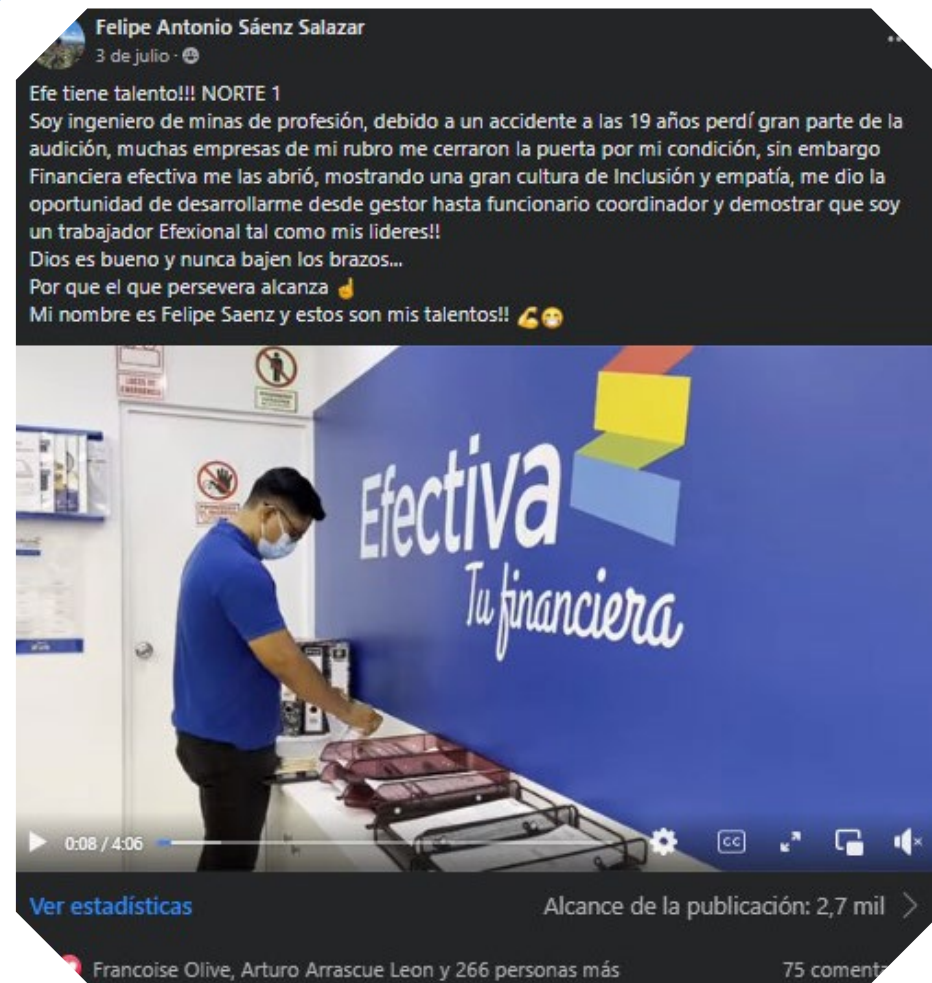 Felipe Antonio Sáenz Salazar
3 de julio ·
Efe tiene talento!!! NORTE 1
Soy ingeniero de minas de profesión, debido a un accidente a las 19 años perdí gran parte de la
audición, muchas empresas de mi rubro me cerraron la puerta por mi condición, sin embargo
Financiera efectiva me las abrió, mostrando una gran cultura de Inclusión y empatía, me dio la
oportunidad de desarrollarme desde gestor hasta funcionario coordinador y demostrar que soy
un trabajador Efexional tal como mis lideres!!
Dios es bueno y nunca bajen los brazos...
Por que el que persevera alcanza ☝
Mi nombre es Felipe Saenz y estos son mis talentos!! 💪😁
LUCES DE
EMERGENCIA
Efectiva
Tu financiera
0:08 / 4:06
CC
Ver estadísticas
Alcance de la publicación: 2,7 mil
Francoise Olive, Arturo Arrascue Leon y 266 personas más
75 coment